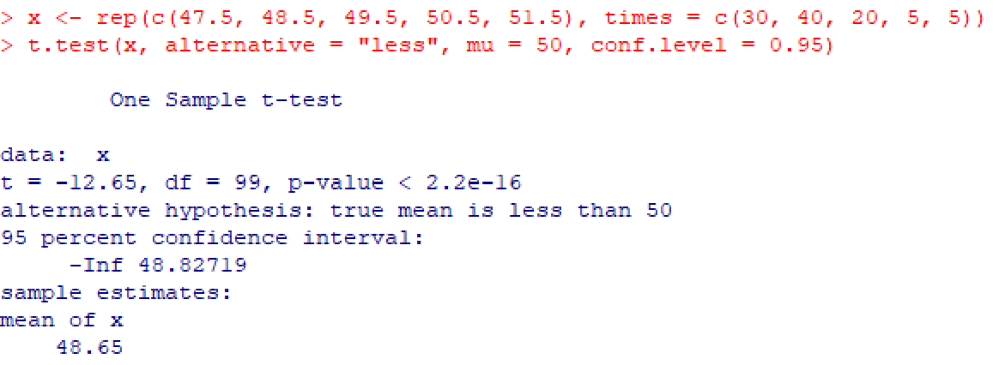 > x <- rep(c(47.5, 48.5, 49.5, 50.5, 51.5), times = c(30, 40, 20, 5, 5))
> t.test(x, alternative = "less", mu = 50, conf.level = 0.95)
One Sample t-test
data:  x
t = -12.65, df = 99, p-value < 2.2e-16
alternative hypothesis: true mean is less than 50
95 percent confidence interval:
-Inf 48.82719
sample estimates:
mean of x
48.65